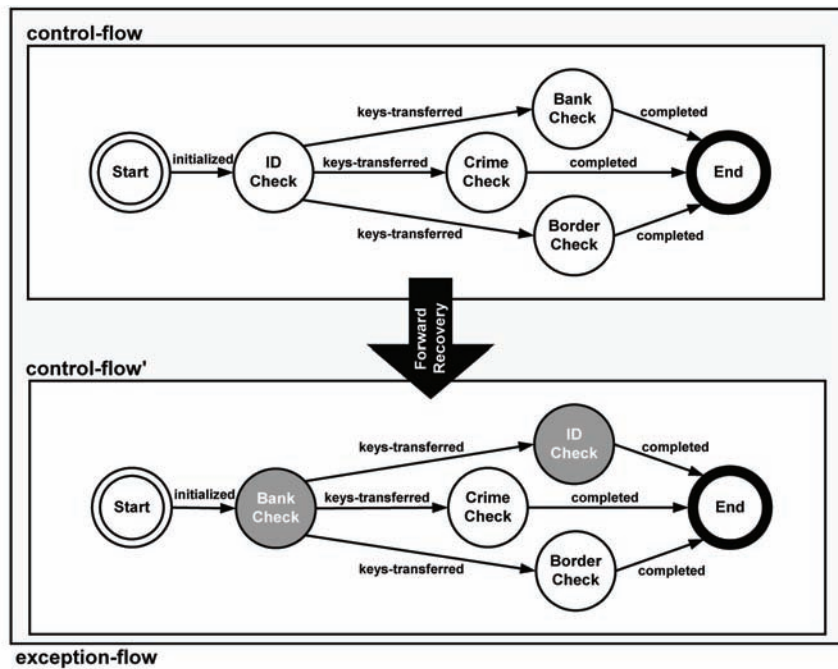 control-flow
Bank
Check
keys-transferred
completed
Start
initialized
ID
Check
keys-transferred
Crime
Check
completed
End
keys-transferred
Border
Check
completed
Forward
Recovery
control-flow'
ID
Check
keys-transferred
completed
Start
initialized
Bank
Check
keys-transferred
Crime
Check
completed
End
keys-transferred
Border
Check
completed
exception-flow